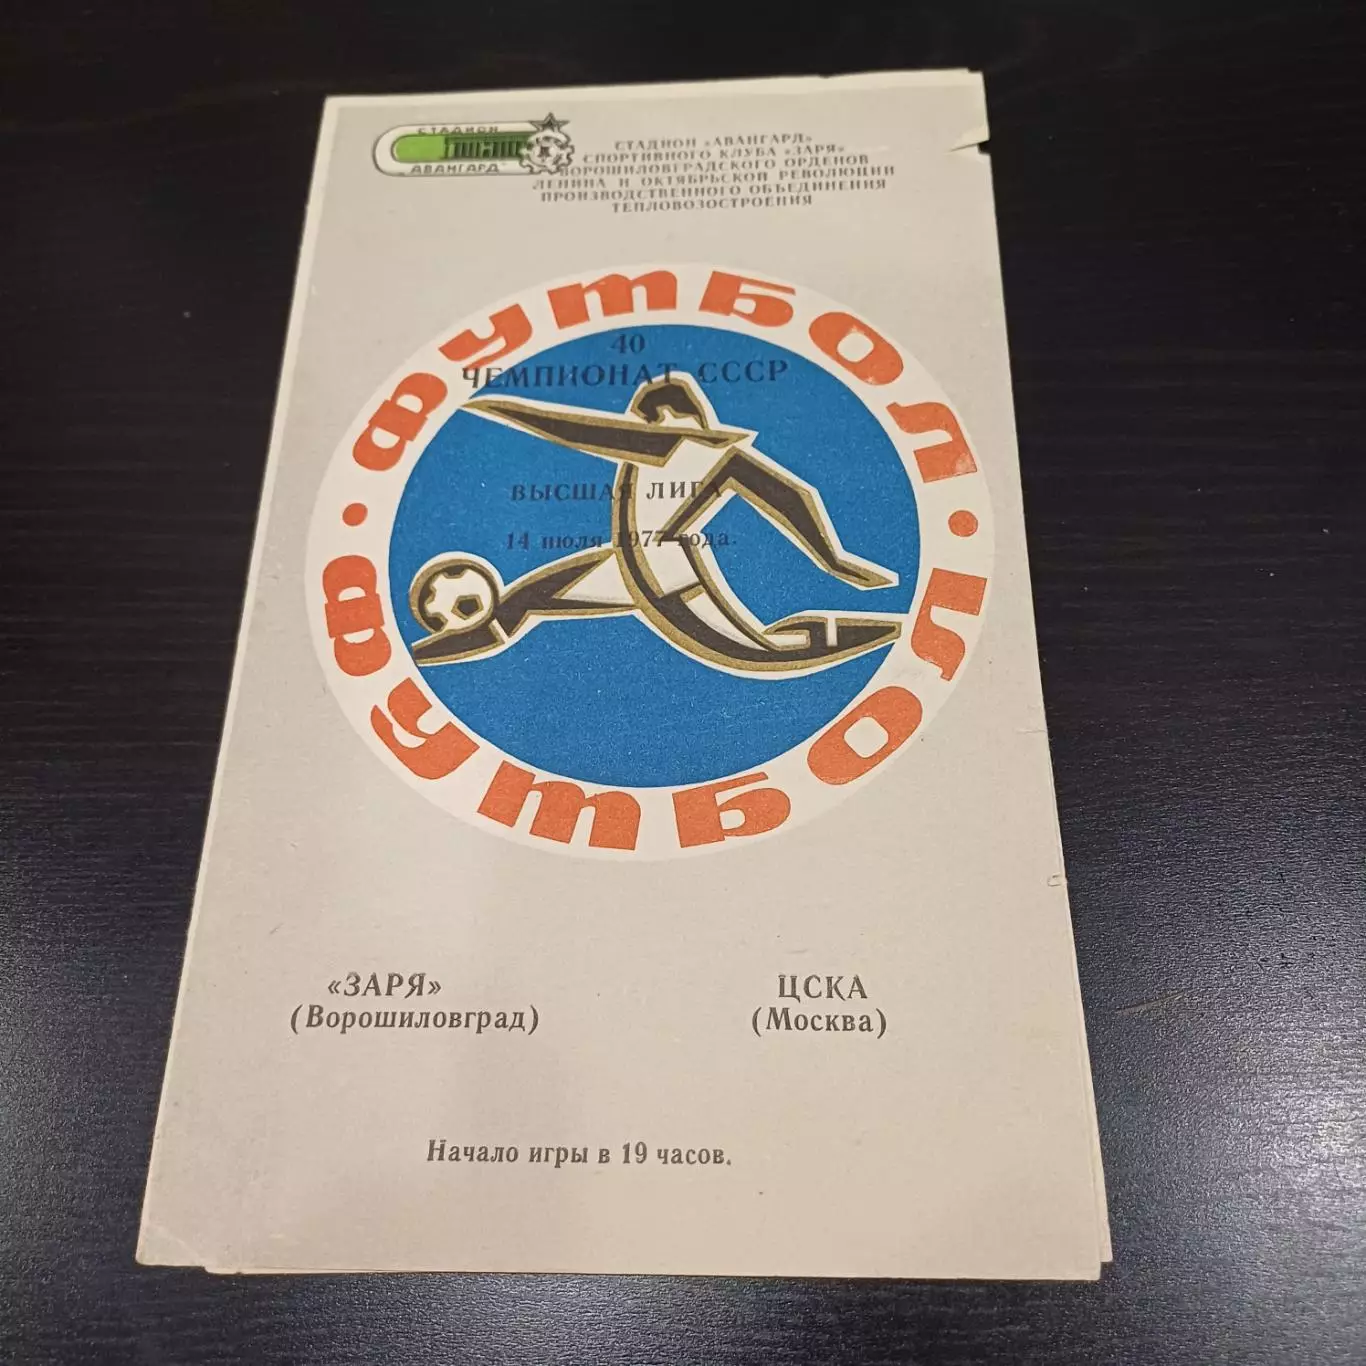 СТАДИОН
"АВАНГАРД"
СТАДИОН «АВАНГАРД»
СПОРТИВНОГО КЛУБА «ЗАРЯ»
ВОРОШИЛОВГРАДСКОГО ОРДЕНОВ
ЛЕНИНА И ОКТЯБРЬСКОЙ РЕВОЛЮЦИИ
ПРОИЗВОДСТВЕННОГО ОБЪЕДИНЕНИЯ
ТЕПЛОВОЗОСТРОЕНИЯ
ФУТБОЛ · ФУТБОЛ ·
40
ЧЕМПИОНАТ СССР
ВЫСШАЯ ЛИГА
14 июля 1977 года.
«ЗАРЯ»
(Ворошиловград)
ЦСКА
(Москва)
Начало игры в 19 часов.